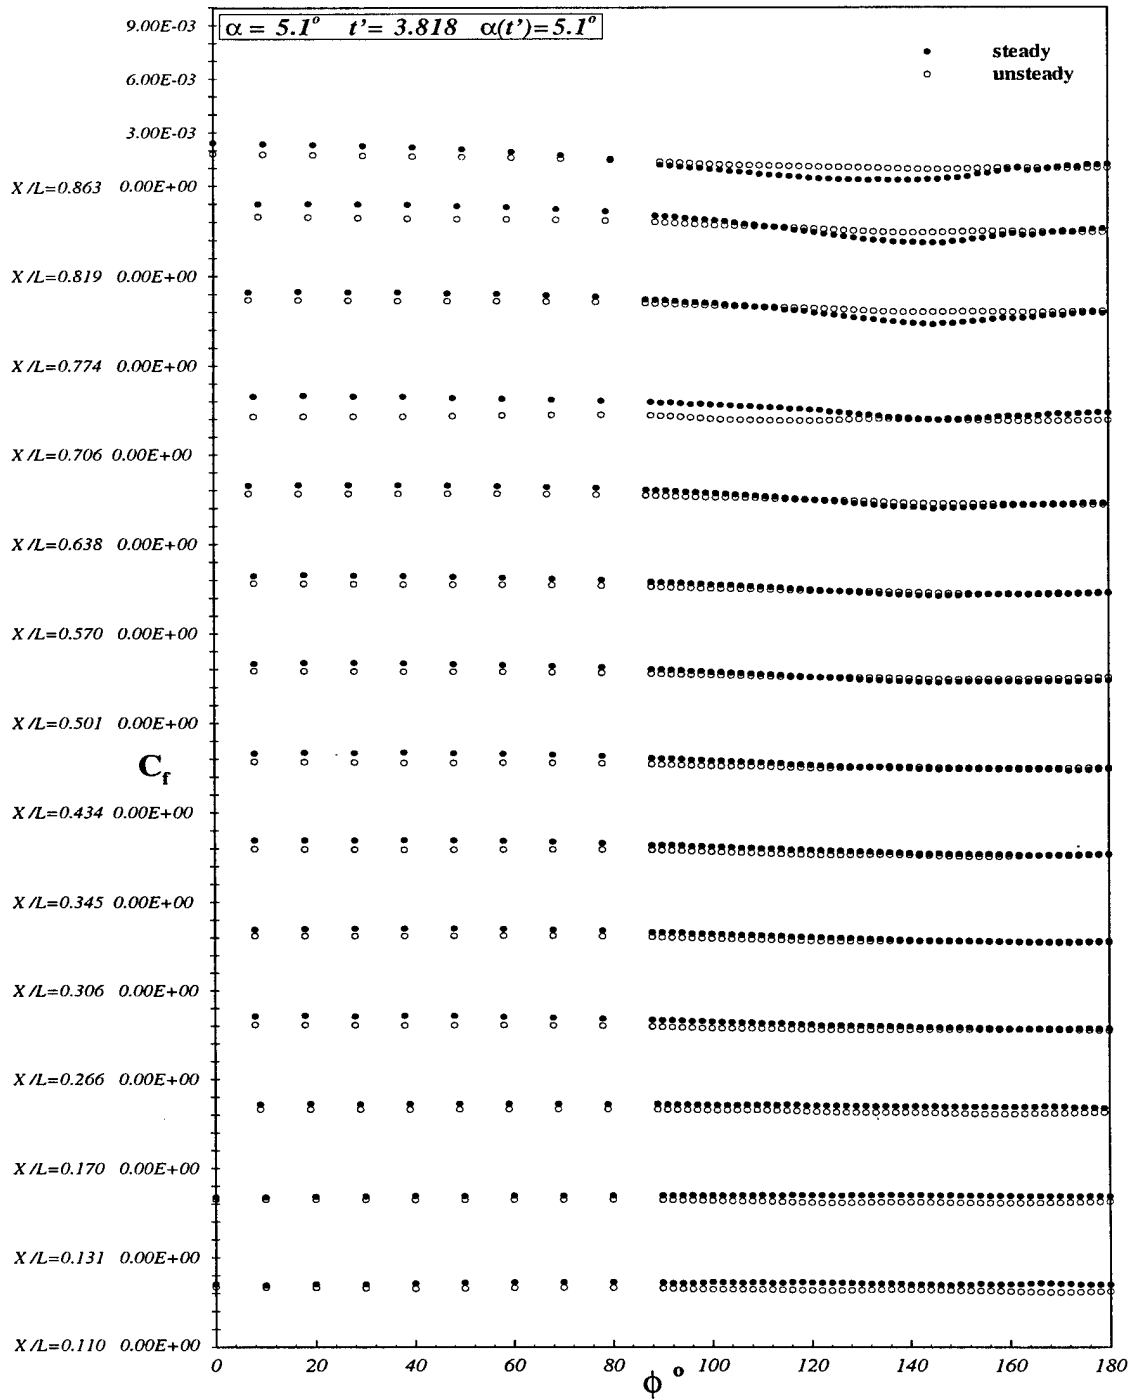 9.00E-03
α = 5.1° t'= 3.818 α(t')=5.1°
steady
6.00E-03
unsteady
3.00E-03
X/L=0.863 0.00E+00
X/L=0.819 0.00E+00
X/L=0.774 0.00E+00
X/L=0.706 0.00E+00
X/L=0.638 0.00E+00
X/L=0.570 0.00E+00
X/L=0.501 0.00E+00
Cf
X/L=0.434 0.00E+00
X/L=0.345 0.00E+00
X/L=0.306 0.00E+00
X/L=0.266 0.00E+00
X/L=0.170 0.00E+00
X/L=0.131 0.00E+00
X/L=0.110 0.00E+00
0 20 40 60 80 100 120 140 160 180
ϕ °